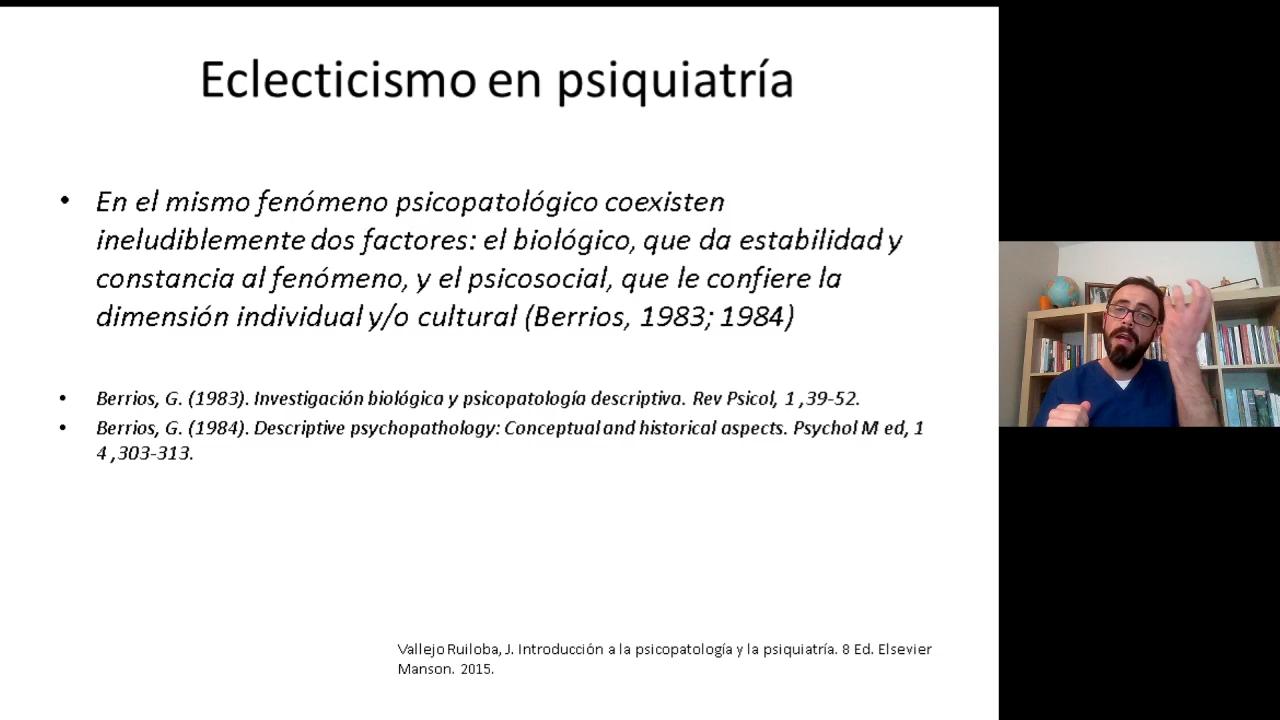 Eclecticismo en psiquiatría
• En el mismo fenómeno psicopatológico coexisten
ineludiblemente dos factores: el biológico, que da estabilidad y
constancia al fenómeno, y el psicosocial, que le confiere la
dimensión individual y/o cultural (Berrios, 1983; 1984)
• Berrios, G. (1983). Investigación biológica y psicopatología descriptiva. Rev Psicol, 1 ,39-52.
• Berrios, G. (1984). Descriptive psychopathology: Conceptual and historical aspects. Psychol M ed, 1
4 ,303-313.
Vallejo Ruiloba, J. Introducción a la psicopatología y la psiquiatría. 8 Ed. Elsevier
Manson. 2015.